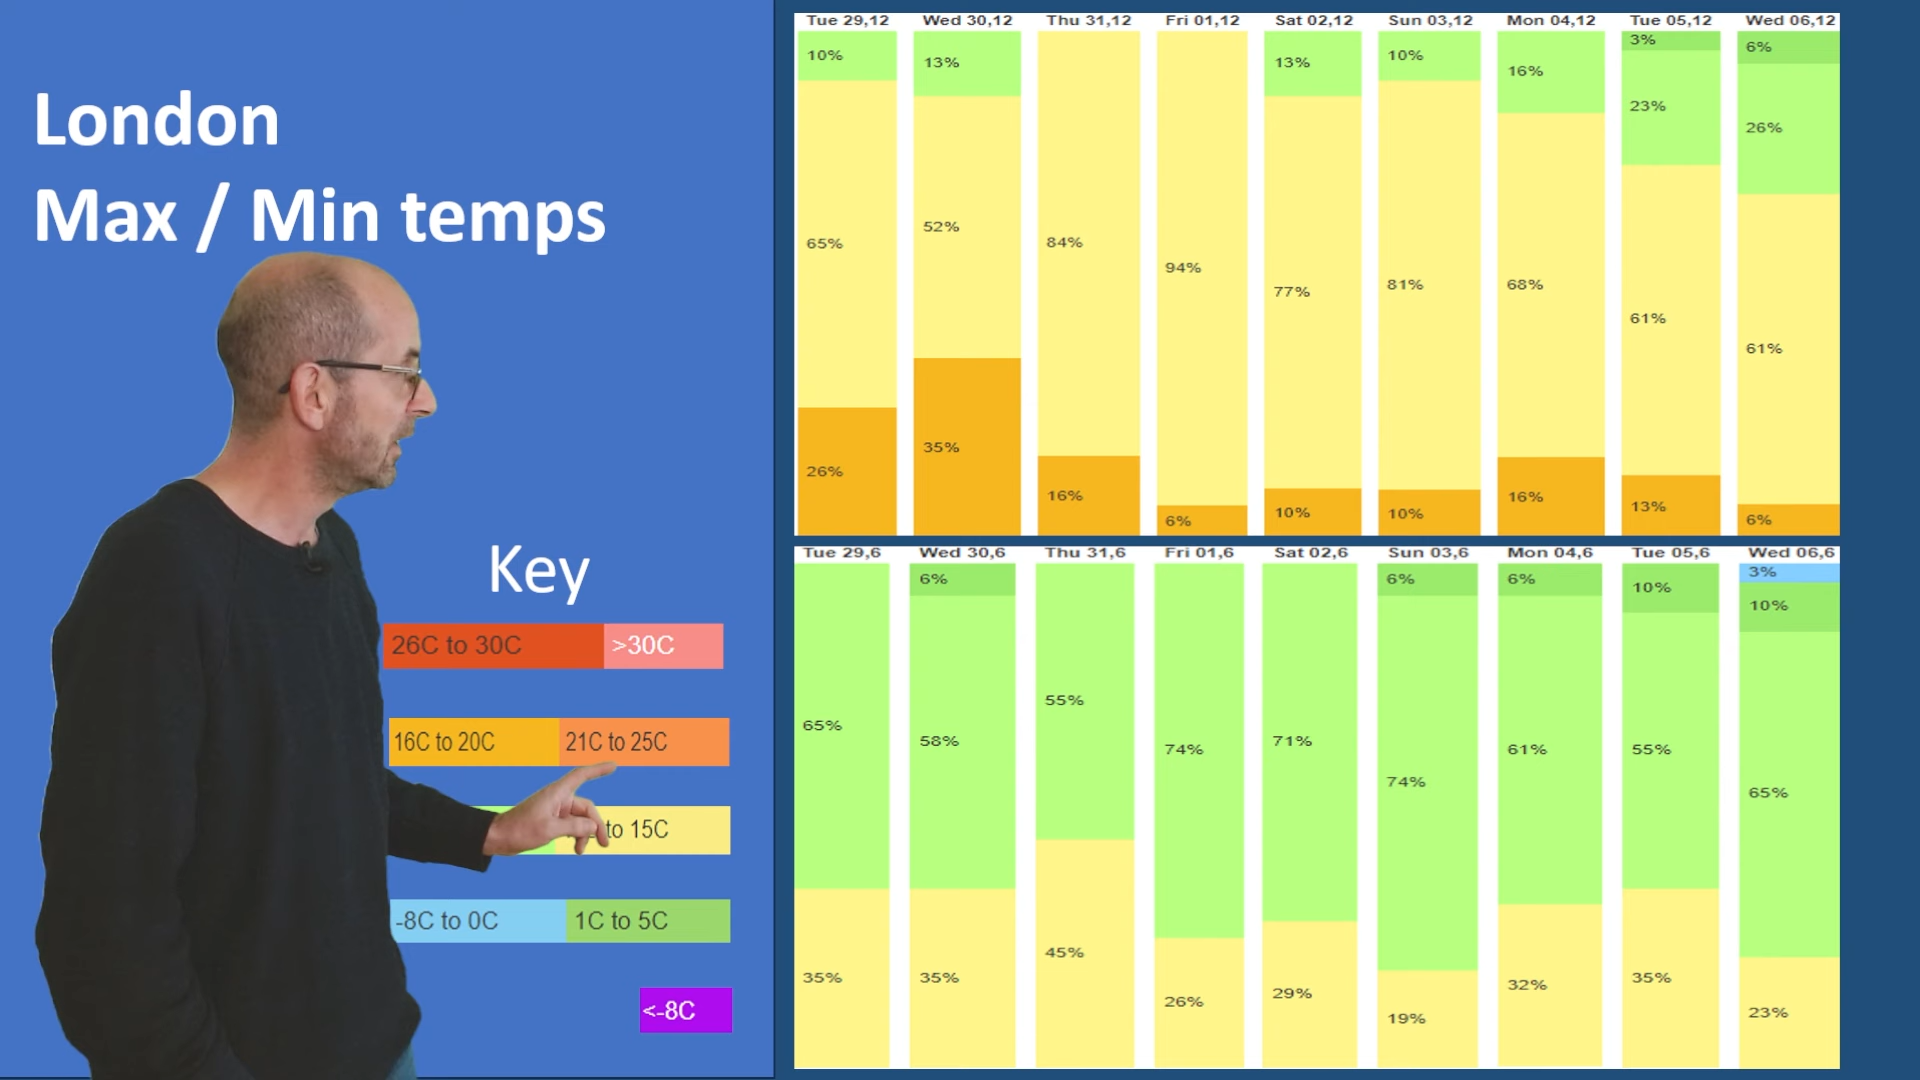 London
Max / Min temps
Key
26C to 30C >30C
16C to 20C 21C to 25C
to 15C
-8C to 0C 1C to 5C
<-8C
Tue 29,12 Wed 30,12 Thu 31,12 Fri 01,12 Sat 02,12 Sun 03,12 Mon 04,12 Tue 05,12 Wed 06,12
10% 13% 13% 10% 16% 3% 6%
23% 26%
65% 52% 84% 94% 77% 81% 68% 61% 61%
26% 35% 16% 6% 10% 10% 16% 13% 6%
Tue 29,6 Wed 30,6 Thu 31,6 Fri 01,6 Sat 02,6 Sun 03,6 Mon 04,6 Tue 05,6 Wed 06,6
3%
6% 6% 6% 10% 10%
65% 58% 55% 74% 71% 74% 61% 55% 65%
35% 35% 45% 26% 29% 19% 32% 35% 23%